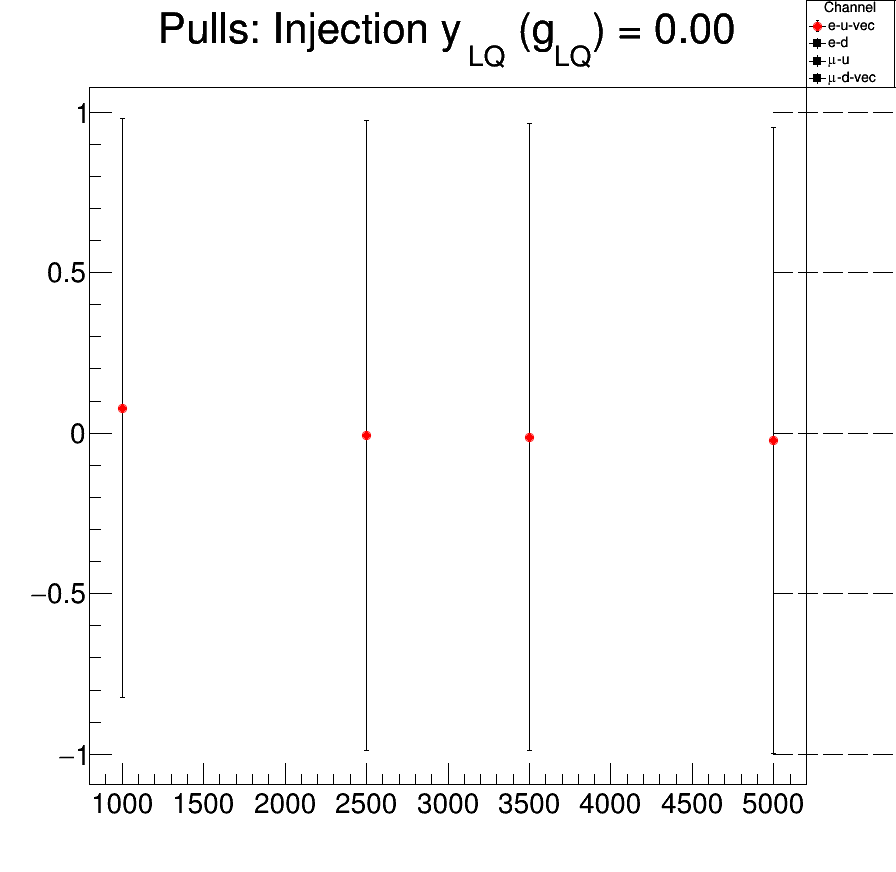 Pulls: Injection y LQ (g LQ) = 0.00
Channel
e-u-vec
e-d
μ-u
μ-d-vec
1
0.5
0
−0.5
−1
1000 1500 2000 2500 3000 3500 4000 4500 5000